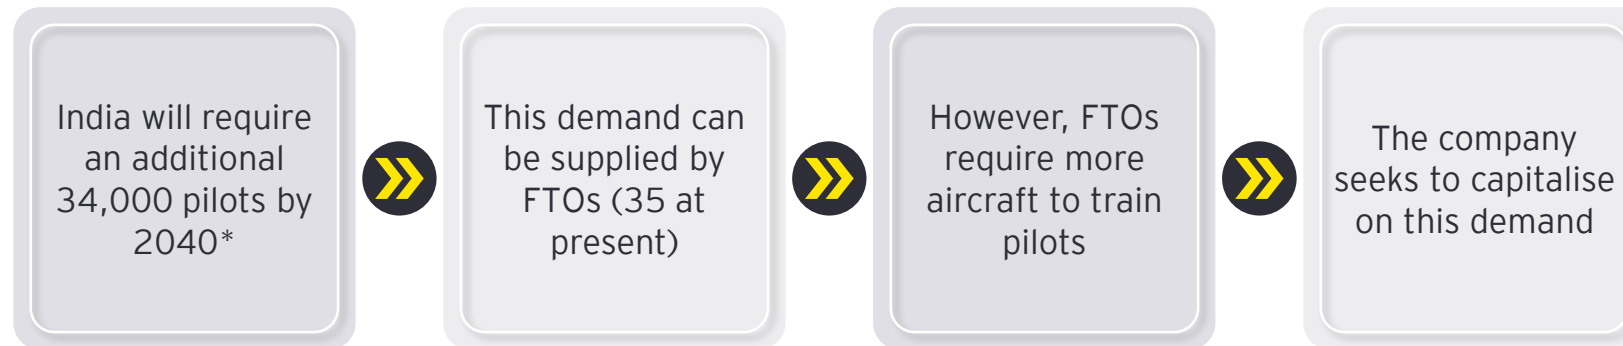 India will require
an additional
34,000 pilots by
2040*
This demand can
be supplied by
FTOs (35 at
present)
However, FTOs
require more
aircraft to train
pilots
The company
seeks to capitalise
on this demand